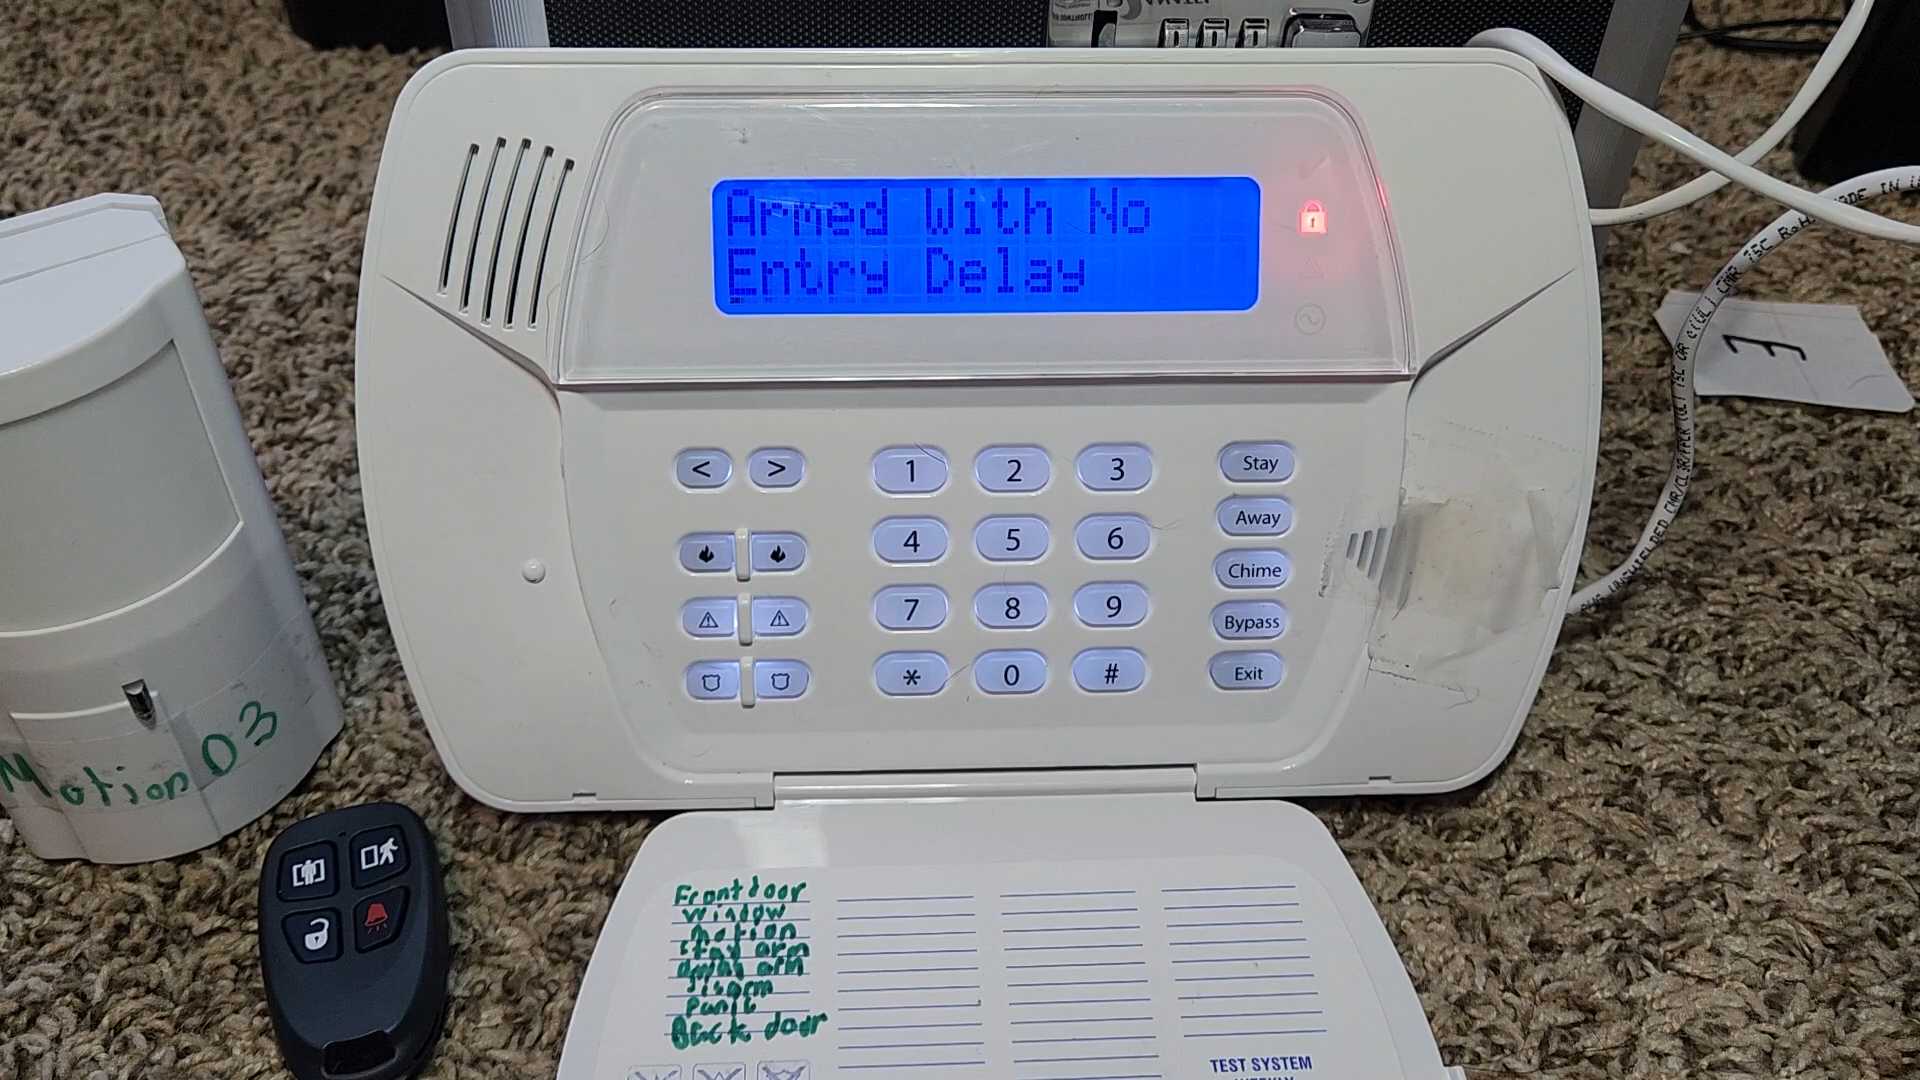 Armed With No
Entry Delay
< >
1 2 3
4 5 6
7 8 9
* 0 #
Stay
Away
Chime
Bypass
Exit
Motion 03
E
Front door
Window
Motion
Stay arm
away arm
disarm
Panic
Back door
TEST SYSTEM
WEEKLY